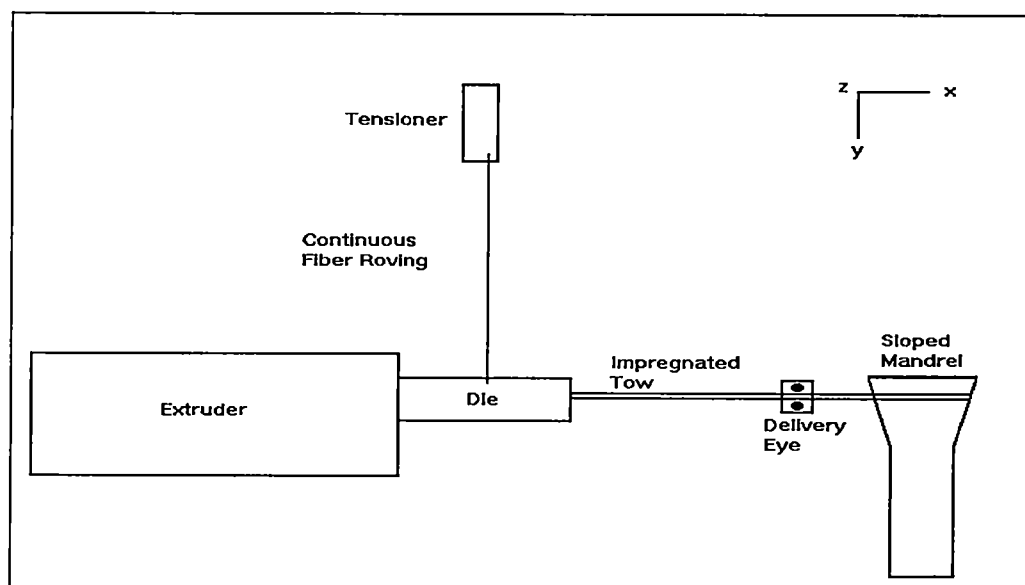 Tensioner
z x
y
Continuous
Fiber Roving
Extruder
Die
Impregnated
Tow
Delivery
Eye
Sloped
Mandrel